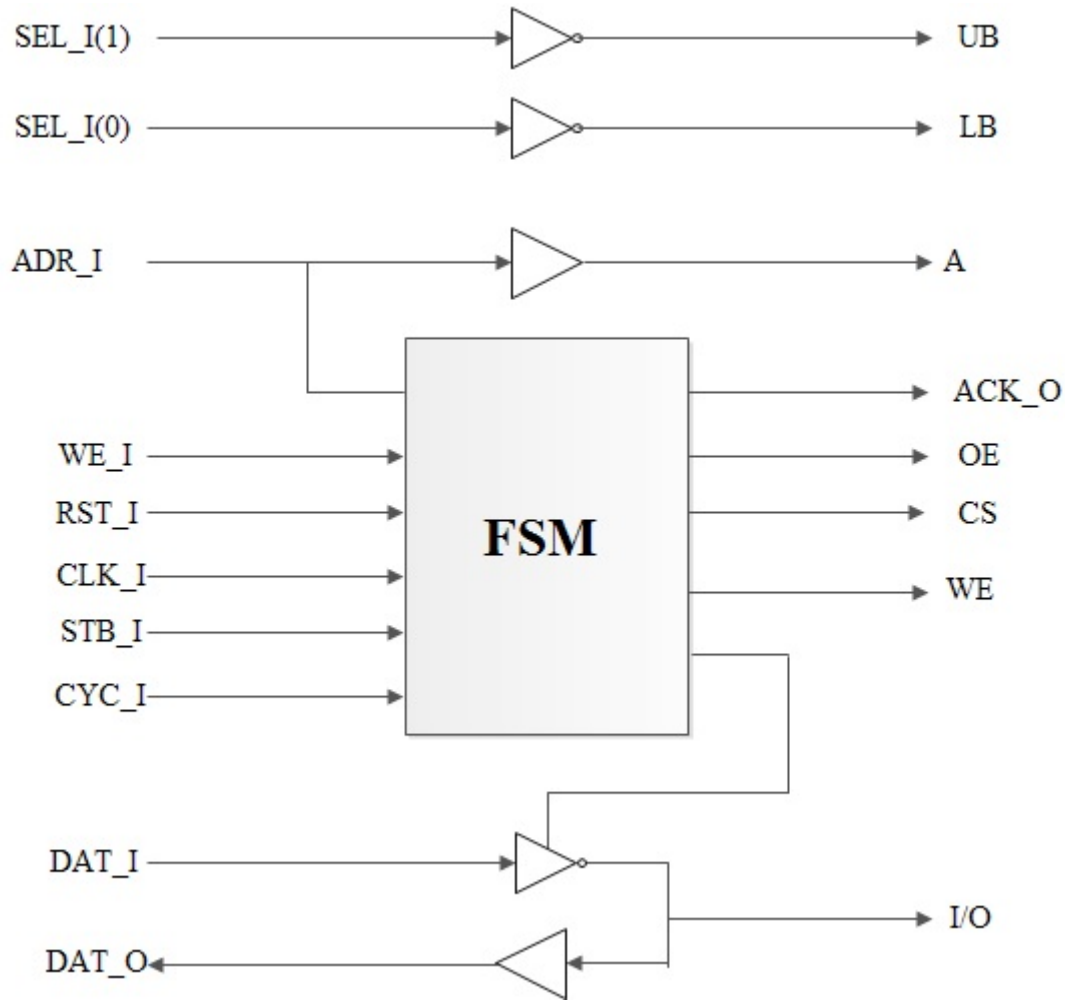 SEL_I(1) UB
SEL_I(0) LB
ADR_I A
ACK_O
WE_I OE
RST_I CS
FSM
CLK_I WE
STB_I
CYC_I
DAT_I
I/O
DAT_O